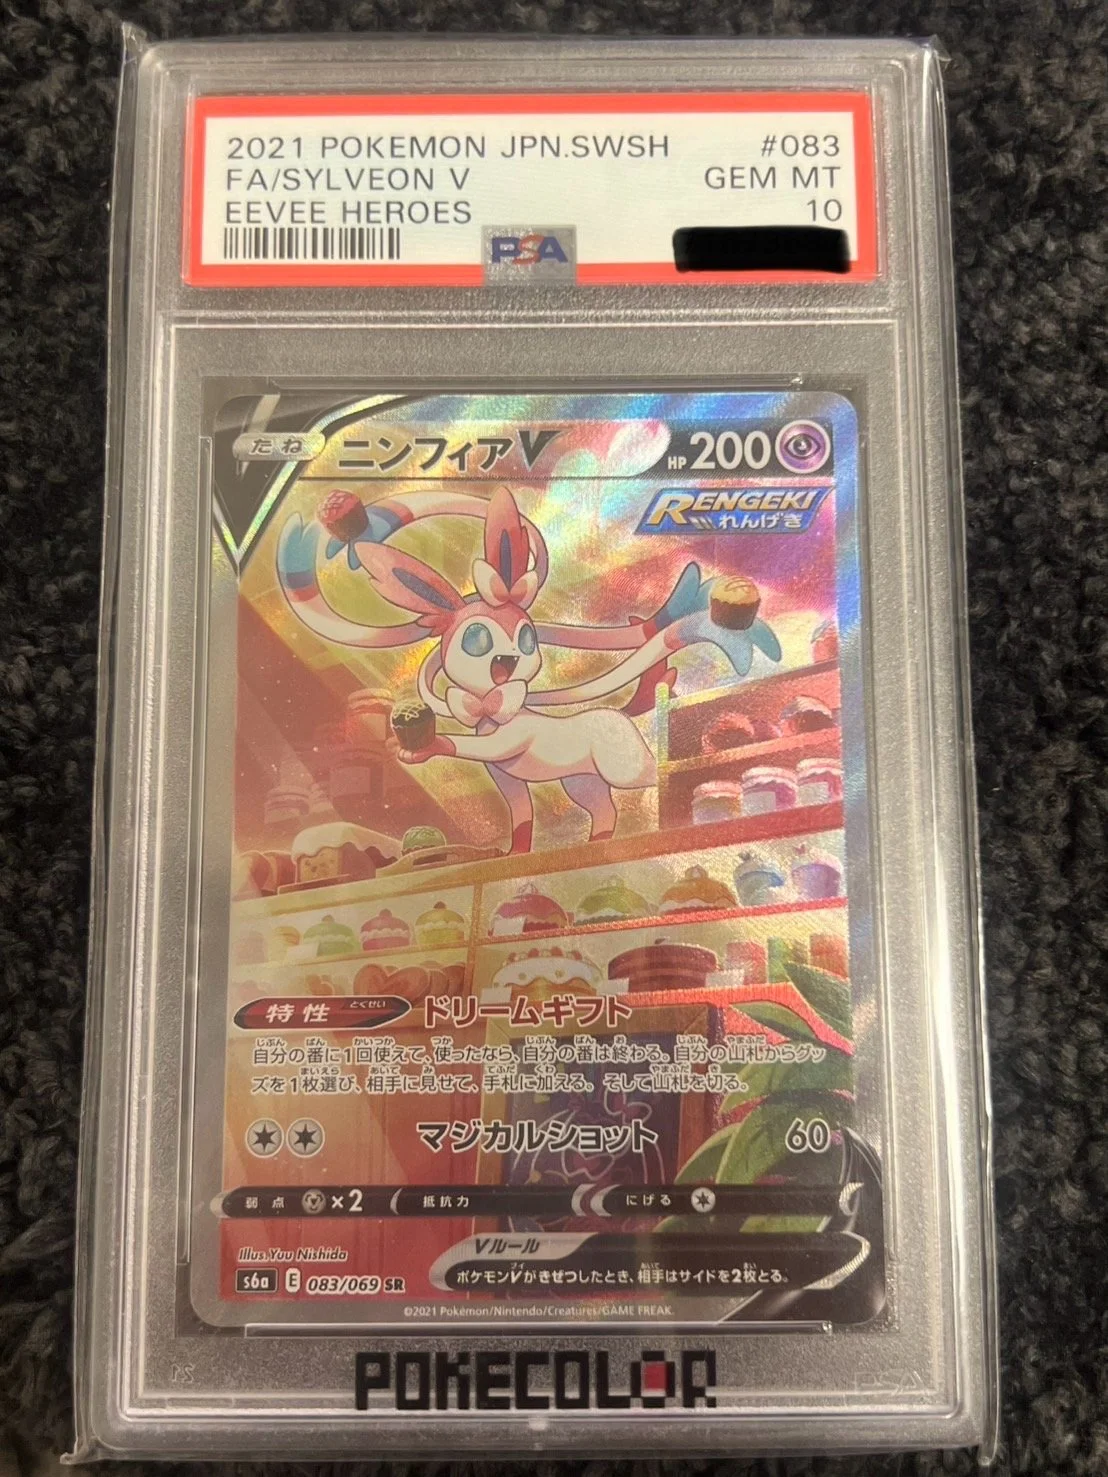 2021 POKEMON JPN.SWSH #083
FA/SYLVEON V GEM MT
EEVEE HEROES 10
PSA
たね ニンフィアV HP 200
RENGEKI
れんげき
特性 とくせい ドリームギフト
自分の番に1回使えて、使ったなら、自分の番は終わる。自分の山札からグッ
ズを1枚選び、相手に見せて、手札に加える。そして山札を切る。
マジカルショット 60
弱点 ×2 抵抗力 にげる
Illus. Yuu Nishida
Vルール
ポケモンVがきぜつしたとき、相手はサイドを2枚とる。
s6a E 083/069 SR
©2021 Pokémon/Nintendo/Creatures/GAME FREAK.
POKECOLOR
PSA